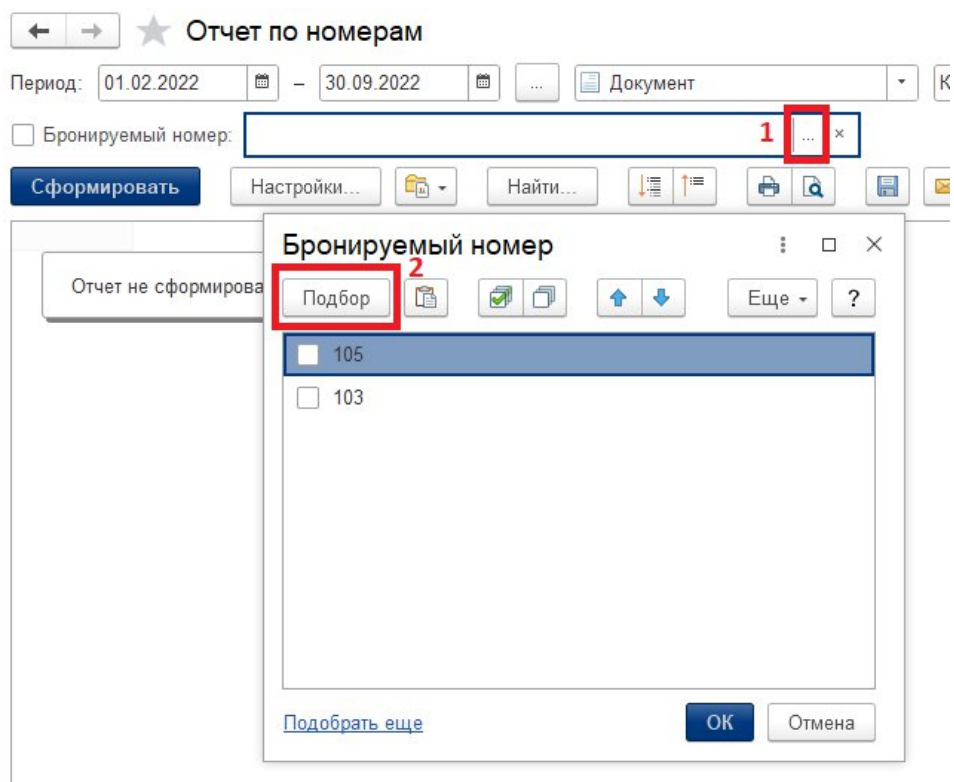 Отчет по номерам
Период: 01.02.2022 – 30.09.2022 ... Документ К
Бронируемый номер: 1 ... ×
Сформировать Настройки... Найти...
Бронируемый номер
2
Отчет не сформирова Подбор Еще ?
105
103
Подобрать еще ОК Отмена